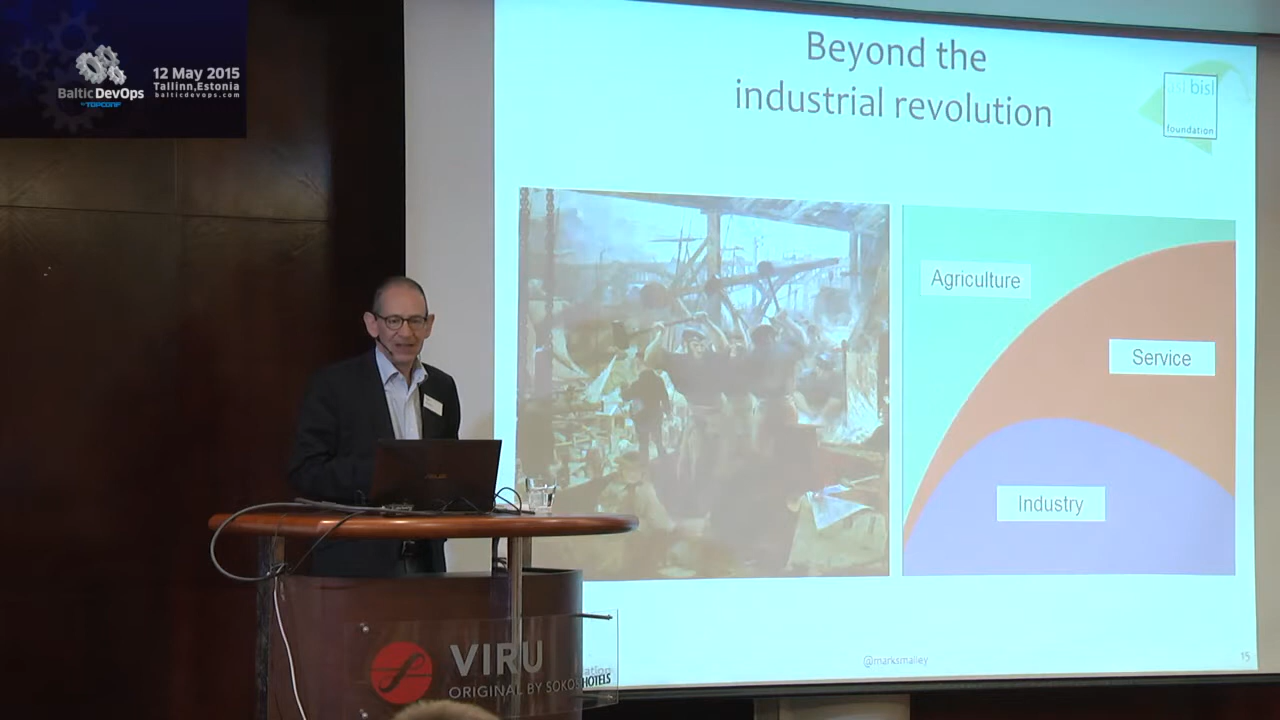 12 May 2015
BalticDevOps
Tallinn,Estonia
by TOPCONF
balticdevops.com
Beyond the
industrial revolution
asl bisl
foundation
Agriculture
Service
Industry
@marksmalley
15
VIRU
ORIGINAL BY SOKOS HOTELS